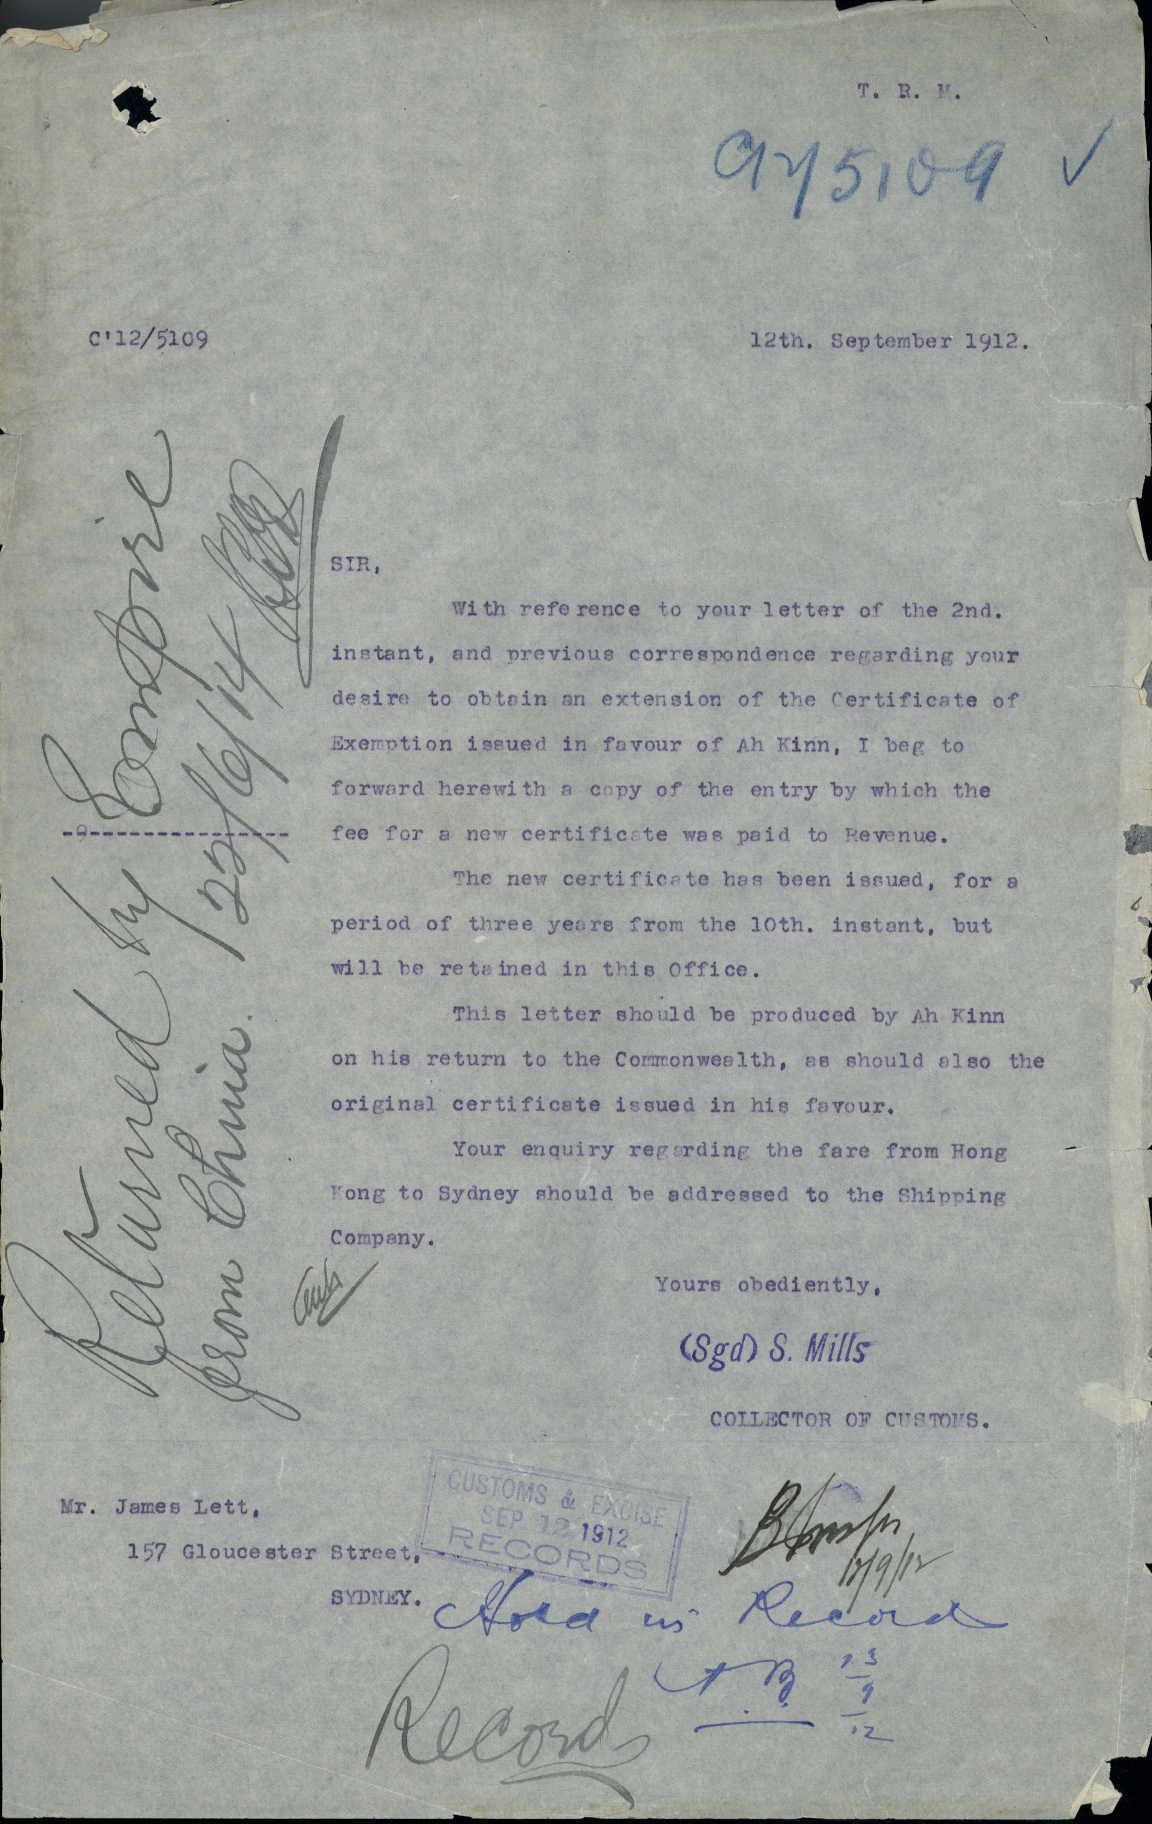 T. R. M.
C'12/5109
12th. September 1912.
SIR,
With reference to your letter of the 2nd.
instant, and previous correspondence regarding your
desire to obtain an extension of the Certificate of
Exemption issued in favour of Ah Kinn, I beg to
forward herewith a copy of the entry by which the
fee for a new certificate was paid to Revenue.
The new certificate has been issued, for a
period of three years from the 10th. instant, but
will be retained in this Office.
This letter should be produced by Ah Kinn
on his return to the Commonwealth, as should also the
original certificate issued in his favour.
Your enquiry regarding the fare from Hong
Kong to Sydney should be addressed to the Shipping
Company.
Yours obediently,
(Sgd) S. Mills
COLLECTOR OF CUSTOMS.
Returned by Empire
from China. 22/6/14
Mr. James Lett,
157 Gloucester Street,
SYDNEY.
CUSTOMS & EXCISE
SEP 12 1912
RECORDS
12/9/12
Hold in Record
13
9
12
Records